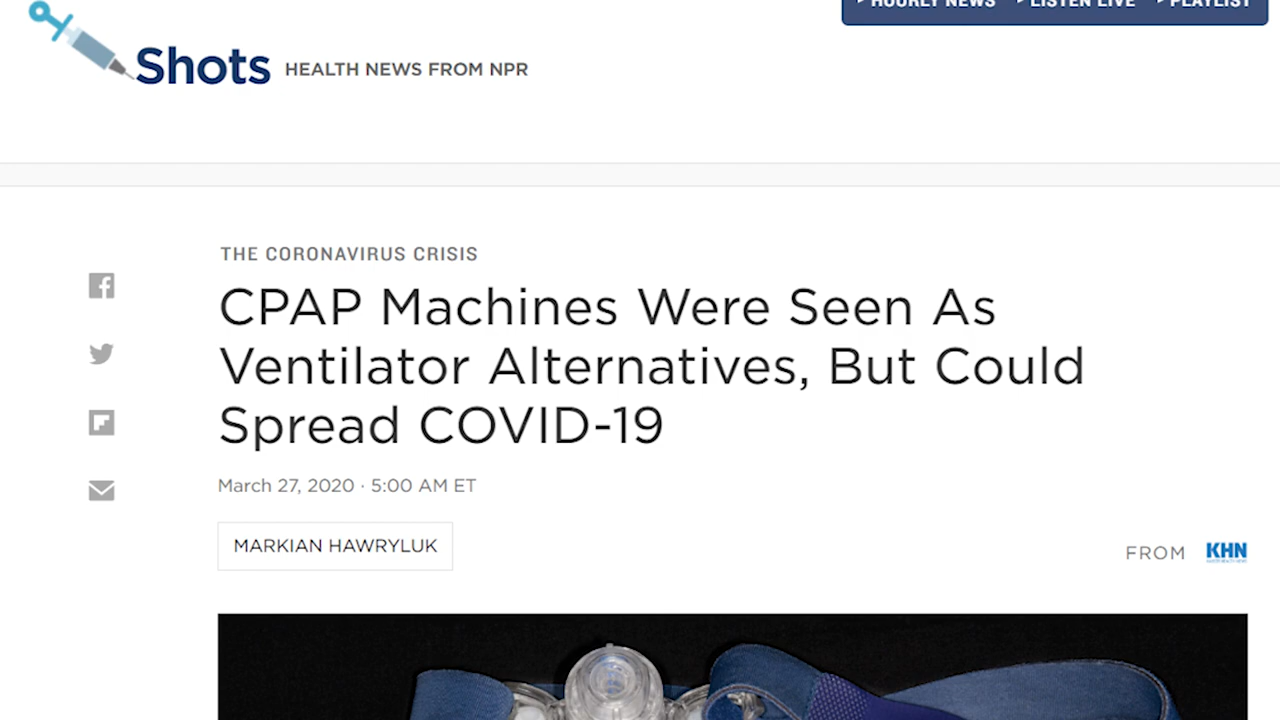 HOURLY NEWS LISTEN LIVE PLAYLIST
Shots HEALTH NEWS FROM NPR
THE CORONAVIRUS CRISIS
CPAP Machines Were Seen As
Ventilator Alternatives, But Could
Spread COVID-19
March 27, 2020 · 5:00 AM ET
MARKIAN HAWRYLUK
FROM KHN